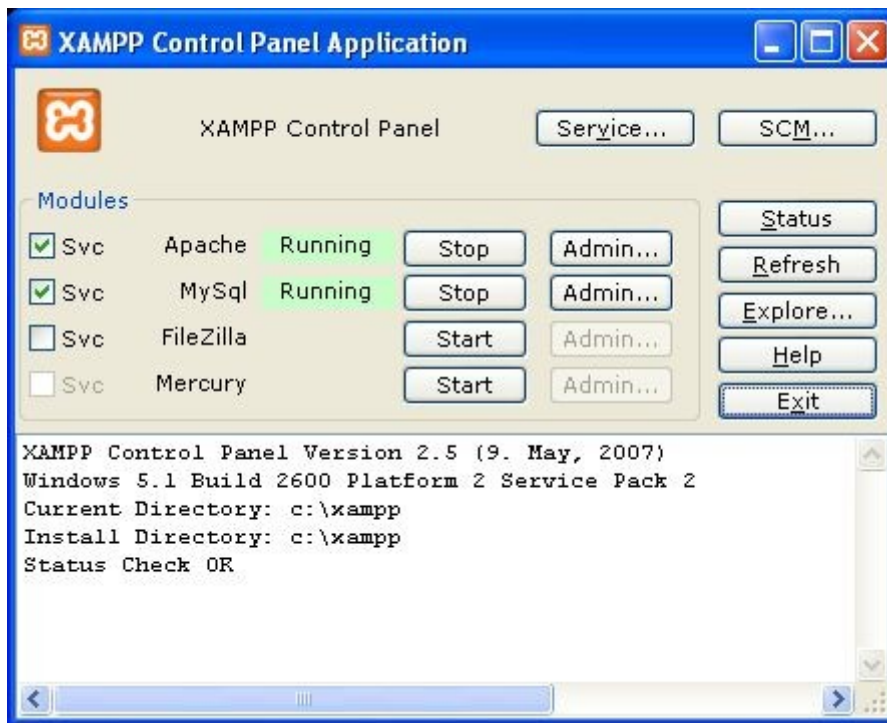 XAMPP Control Panel Application
XAMPP Control Panel Service... SCM...
Modules
Svc Apache Running Stop Admin...
Svc MySql Running Stop Admin...
Svc FileZilla Start Admin...
Svc Mercury Start Admin...
Status
Refresh
Explore...
Help
Exit
XAMPP Control Panel Version 2.5 (9. May, 2007)
Windows 5.1 Build 2600 Platform 2 Service Pack 2
Current Directory: c:\xampp
Install Directory: c:\xampp
Status Check OK